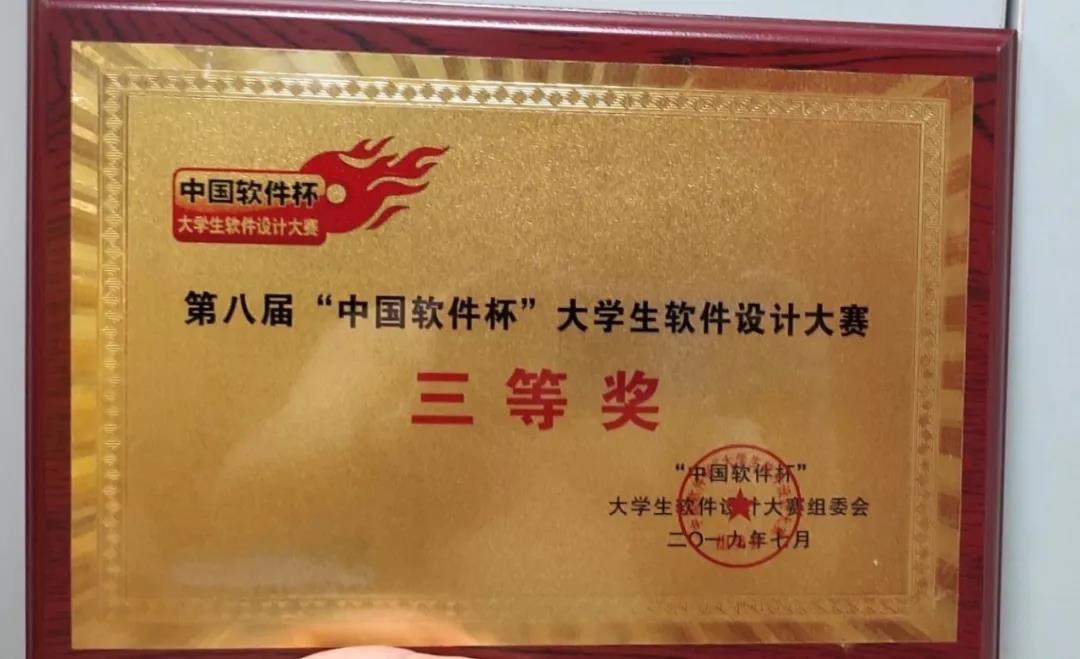 中国软件杯
大学生软件设计大赛
第八届“中国软件杯”大学生软件设计大赛
三等奖
“中国软件杯”
大学生软件设计大赛组委会
二〇一九年七月